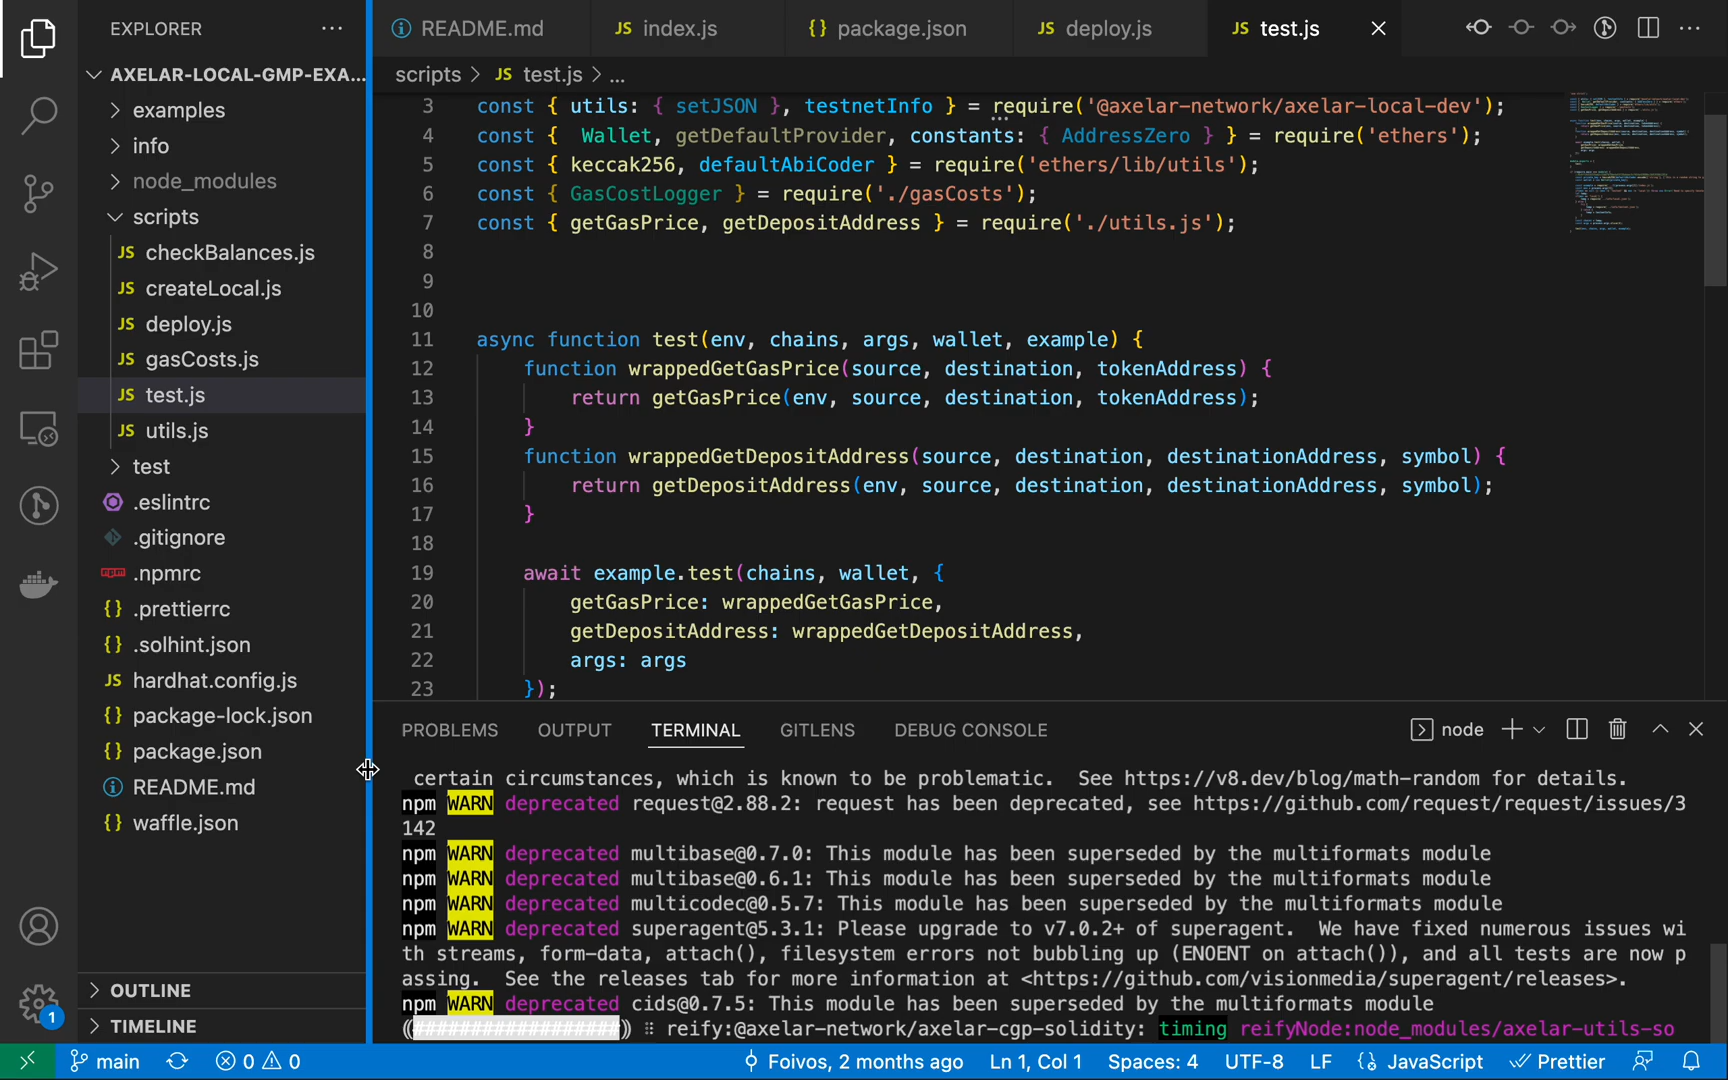 EXPLORER
README.md
index.js
package.json
deploy.js
test.js
AXELAR-LOCAL-GMP-EXA...
scripts > JS test.js > ...
examples
info
node_modules
scripts
JS checkBalances.js
JS createLocal.js
JS deploy.js
JS gasCosts.js
JS test.js
JS utils.js
test
.eslintrc
.gitignore
.npmrc
.prettierrc
.solhint.json
JS hardhat.config.js
package-lock.json
package.json
README.md
waffle.json
OUTLINE
TIMELINE
3 const { utils: { setJSON }, testnetInfo } = require('@axelar-network/axelar-local-dev');
4 const {  Wallet, getDefaultProvider, constants: { AddressZero } } = require('ethers');
5 const { keccak256, defaultAbiCoder } = require('ethers/lib/utils');
6 const { GasCostLogger } = require('./gasCosts');
7 const { getGasPrice, getDepositAddress } = require('./utils.js');
8
9
10
11 async function test(env, chains, args, wallet, example) {
12 function wrappedGetGasPrice(source, destination, tokenAddress) {
13 return getGasPrice(env, source, destination, tokenAddress);
14 }
15 function wrappedGetDepositAddress(source, destination, destinationAddress, symbol) {
16 return getDepositAddress(env, source, destination, destinationAddress, symbol);
17 }
18
19 await example.test(chains, wallet, {
20 getGasPrice: wrappedGetGasPrice,
21 getDepositAddress: wrappedGetDepositAddress,
22 args: args
23 });
PROBLEMS OUTPUT TERMINAL GITLENS DEBUG CONSOLE node
certain circumstances, which is known to be problematic.  See https://v8.dev/blog/math-random for details.
npm WARN deprecated request@2.88.2: request has been deprecated, see https://github.com/request/request/issues/3
142
npm WARN deprecated multibase@0.7.0: This module has been superseded by the multiformats module
npm WARN deprecated multibase@0.6.1: This module has been superseded by the multiformats module
npm WARN deprecated multicodec@0.5.7: This module has been superseded by the multiformats module
npm WARN deprecated superagent@5.3.1: Please upgrade to v7.0.2+ of superagent.  We have fixed numerous issues wi
th streams, form-data, attach(), filesystem errors not bubbling up (ENOENT on attach()), and all tests are now p
assing.  See the releases tab for more information at <https://github.com/visionmedia/superagent/releases>.
npm WARN deprecated cids@0.7.5: This module has been superseded by the multiformats module
(##################) ⠿ reify:@axelar-network/axelar-cgp-solidity: timing reifyNode:node_modules/axelar-utils-so
1
main 0 0 Foivos, 2 months ago Ln 1, Col 1 Spaces: 4 UTF-8 LF {} JavaScript Prettier